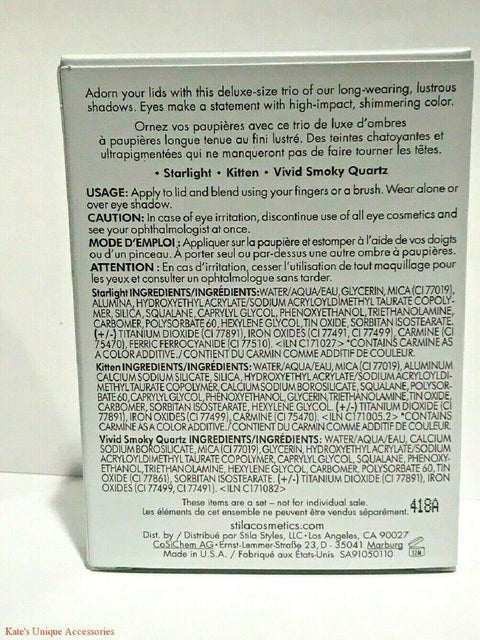 Adorn your lids with this deluxe-size trio of our long-wearing, lustrous
shadows. Eyes make a statement with high-impact, shimmering color.
Ornez vos paupières avec ce trio de luxe d'ombres
à paupières longue tenue au fini lustré. Des teintes chatoyantes et
ultrapigmentées qui ne manqueront pas de faire tourner les têtes.
• Starlight • Kitten • Vivid Smoky Quartz
USAGE: Apply to lid and blend using your fingers or a brush. Wear alone or
over eye shadow.
CAUTION: In case of eye irritation, discontinue use of all eye cosmetics and
see your ophthalmologist at once.
MODE D'EMPLOI : Appliquer sur la paupière et estomper à l'aide de vos doigts
ou d'un pinceau. À porter seul ou par-dessus une autre ombre à paupières.
ATTENTION : En cas d'irritation, cesser l'utilisation de tout maquillage pour
les yeux et consulter un ophtalmologue sans tarder.
Starlight INGREDIENTS/INGRÉDIENTS: WATER/AQUA/EAU, GLYCERIN, MICA (CI 77019),
ALUMINA, HYDROXYETHYL ACRYLATE/SODIUM ACRYLOYLDIMETHYL TAURATE COPOLY-
MER, SILICA, SQUALANE, CAPRYLYL GLYCOL, PHENOXYETHANOL, TRIETHANOLAMINE,
CARBOMER, POLYSORBATE 60, HEXYLENE GLYCOL, TIN OXIDE, SORBITAN ISOSTEARATE.
(+/-) TITANIUM DIOXIDE (CI 77891), IRON OXIDES (CI 77491, CI 77499), CARMINE (CI
75470), FERRIC FERROCYANIDE (CI 77510). <ILN C171027> *CONTAINS CARMINE AS
A COLOR ADDITIVE./CONTIENT DU CARMIN COMME ADDITIF DE COULEUR.
Kitten INGREDIENTS/INGRÉDIENTS: WATER/AQUA/EAU, MICA (CI 77019), ALUMINUM
CALCIUM SODIUM SILICATE, SILICA, HYDROXYETHYL ACRYLATE/SODIUM ACRYLOYLDI-
METHYL TAURATE COPOLYMER, CALCIUM SODIUM BOROSILICATE, SQUALANE, POLYSOR-
BATE 60, CAPRYLYL GLYCOL, PHENOXYETHANOL, GLYCERIN, TRIETHANOLAMINE, TIN OXIDE,
CARBOMER, SORBITAN ISOSTEARATE, HEXYLENE GLYCOL. (+/-) TITANIUM DIOXIDE (CI
77891), IRON OXIDES (CI 77499), CARMINE (CI 75470). <ILN C171005.2> *CONTAINS
CARMINE AS A COLOR ADDITIVE./CONTIENT DU CARMIN COMME ADDITIF DE COULEUR.
Vivid Smoky Quartz INGREDIENTS/INGRÉDIENTS: WATER/AQUA/EAU, CALCIUM
SODIUM BOROSILICATE, MICA (CI 77019), GLYCERIN, HYDROXYETHYL ACRYLATE/SODIUM
ACRYLOYLDIMETHYL TAURATE COPOLYMER, CAPRYLYL GLYCOL, SQUALANE, PHENOXY-
ETHANOL, TRIETHANOLAMINE, HEXYLENE GLYCOL, CARBOMER, POLYSORBATE 60, TIN
OXIDE (CI 77861), SORBITAN ISOSTEARATE. (+/-) TITANIUM DIOXIDE (CI 77891), IRON
OXIDES (CI 77499, CI 77491). <ILN C171082>
These items are a set – not for individual sale.
Les éléments de cet ensemble ne peuvent être vendus séparément. 418A
stilacosmetics.com
Dist. by / Distribué par Stila Styles, LLC • Los Angeles, CA 90027
CoSiChem AG • Ernst-Lemmer-Straße 23, D - 35041 Marburg
Made in U.S.A. / Fabriqué aux États-Unis SA91050110 12M
Kate's Unique Accessories